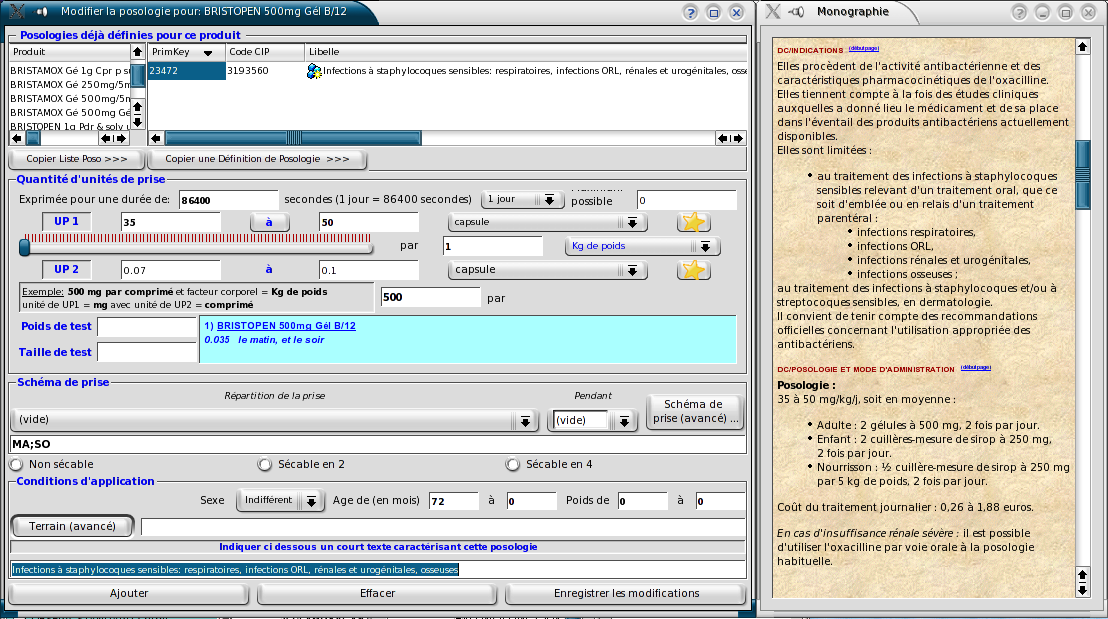 Modifier la posologie pour: BRISTOPEN 500mg Gél B/12
Posologies déjà définies pour ce produit
Produit
PrimKey
Code CIP
Libelle
BRISTAMOX Gé 1g Cpr p s
BRISTAMOX Gé 250mg/5n
BRISTAMOX Gé 500mg/5n
BRISTAMOX Gé 500mg Gé
BRISTOPEN 1g Pdr & solv
23472
3193560
Infections à staphylocoques sensibles: respiratoires, infections ORL, rénales et urogénitales, osse
Copier Liste Poso >>>
Copier une Définition de Posologie >>>
Quantité d'unités de prise
Exprimée pour une durée de:
86400
secondes (1 jour = 86400 secondes)
1 jour
possible
0
UP 1
35
à
50
capsule
par
1
Kg de poids
UP 2
0.07
à
0.1
capsule
Exemple: 500 mg par comprimé et facteur corporel = Kg de poids
unité de UP1 = mg avec unité de UP2 = comprimé
500
par
Poids de test
Taille de test
1) BRISTOPEN 500mg Gél B/12
0.035 le matin, et le soir
Schéma de prise
Répartition de la prise
Pendant
(vide)
(vide)
Schéma de
prise (avancé) ...
MA;SO
Non sécable
Sécable en 2
Sécable en 4
Conditions d'application
Sexe
Indifférent
Age de (en mois)
72
à
0
Poids de
0
à
0
Terrain (avancé)
Indiquer ci dessous un court texte caractérisant cette posologie
Infections à staphylocoques sensibles: respiratoires, infections ORL, rénales et urogénitales, osseuses
Ajouter
Effacer
Enregistrer les modifications
Monographie
DC/INDICATIONS (début page)
Elles procèdent de l'activité antibactérienne et des
caractéristiques pharmacocinétiques de l'oxacilline.
Elles tiennent compte à la fois des études cliniques
auxquelles a donné lieu le médicament et de sa place
dans l'éventail des produits antibactériens actuellement
disponibles.
Elles sont limitées :
• au traitement des infections à staphylocoques
sensibles relevant d'un traitement oral, que ce
soit d'emblée ou en relais d'un traitement
parentéral :
• infections respiratoires,
• infections ORL,
• infections rénales et urogénitales,
• infections osseuses ;
au traitement des infections à staphylocoques et/ou à
streptocoques sensibles, en dermatologie.
Il convient de tenir compte des recommandations
officielles concernant l'utilisation appropriée des
antibactériens.
DC/POSOLOGIE ET MODE D'ADMINISTRATION (début page)
Posologie :
35 à 50 mg/kg/j, soit en moyenne :
• Adulte : 2 gélules à 500 mg, 2 fois par jour.
• Enfant : 2 cuillères-mesure de sirop à 250 mg,
2 fois par jour.
• Nourrisson : ½ cuillère-mesure de sirop à 250 mg
par 5 kg de poids, 2 fois par jour.
Coût du traitement journalier : 0,26 à 1,88 euros.
En cas d'insuffisance rénale sévère : il est possible
d'utiliser l'oxacilline par voie orale à la posologie
habituelle.